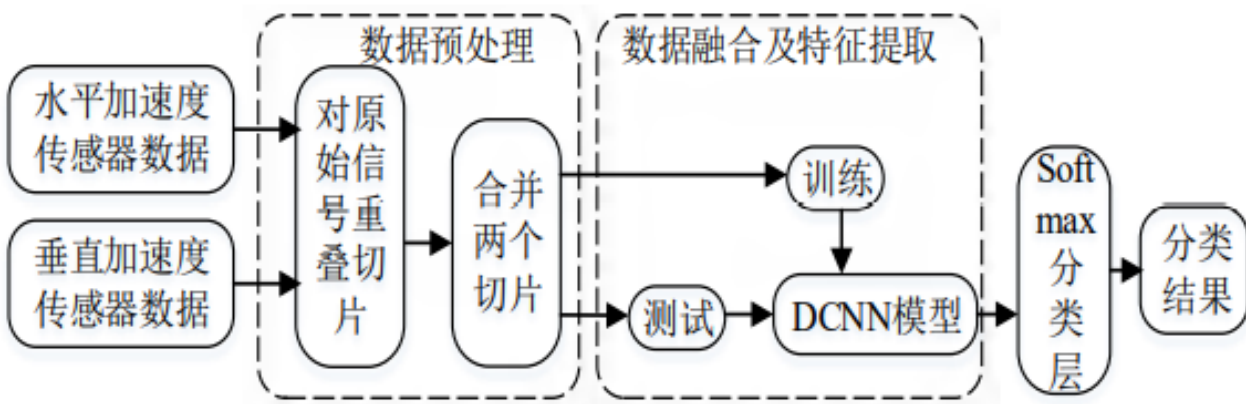 数据预处理
数据融合及特征提取
水平加速度
传感器数据
垂直加速度
传感器数据
对原
始信
号重
叠切
片
合并
两个
切片
训练
测试
DCNN模型
Soft
max
分
类
层
分类
结果